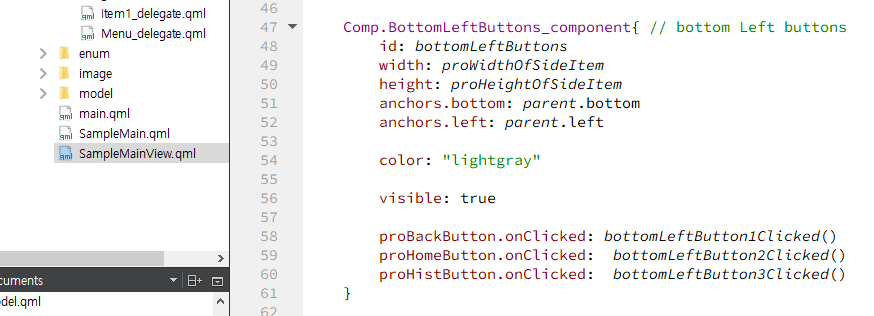 Item1_delegate.qml
Menu_delegate.qml
enum
image
model
main.qml
SampleMain.qml
SampleMainView.qml
cuments
del.qml
46
47 Comp.BottomLeftButtons_component{ // bottom Left buttons
48 id: bottomLeftButtons
49 width: proWidthOfSideItem
50 height: proHeightOfSideItem
51 anchors.bottom: parent.bottom
52 anchors.left: parent.left
53
54 color: "lightgray"
55
56 visible: true
57
58 proBackButton.onClicked: bottomLeftButton1Clicked()
59 proHomeButton.onClicked:  bottomLeftButton2Clicked()
60 proHistButton.onClicked:  bottomLeftButton3Clicked()
61 }
62